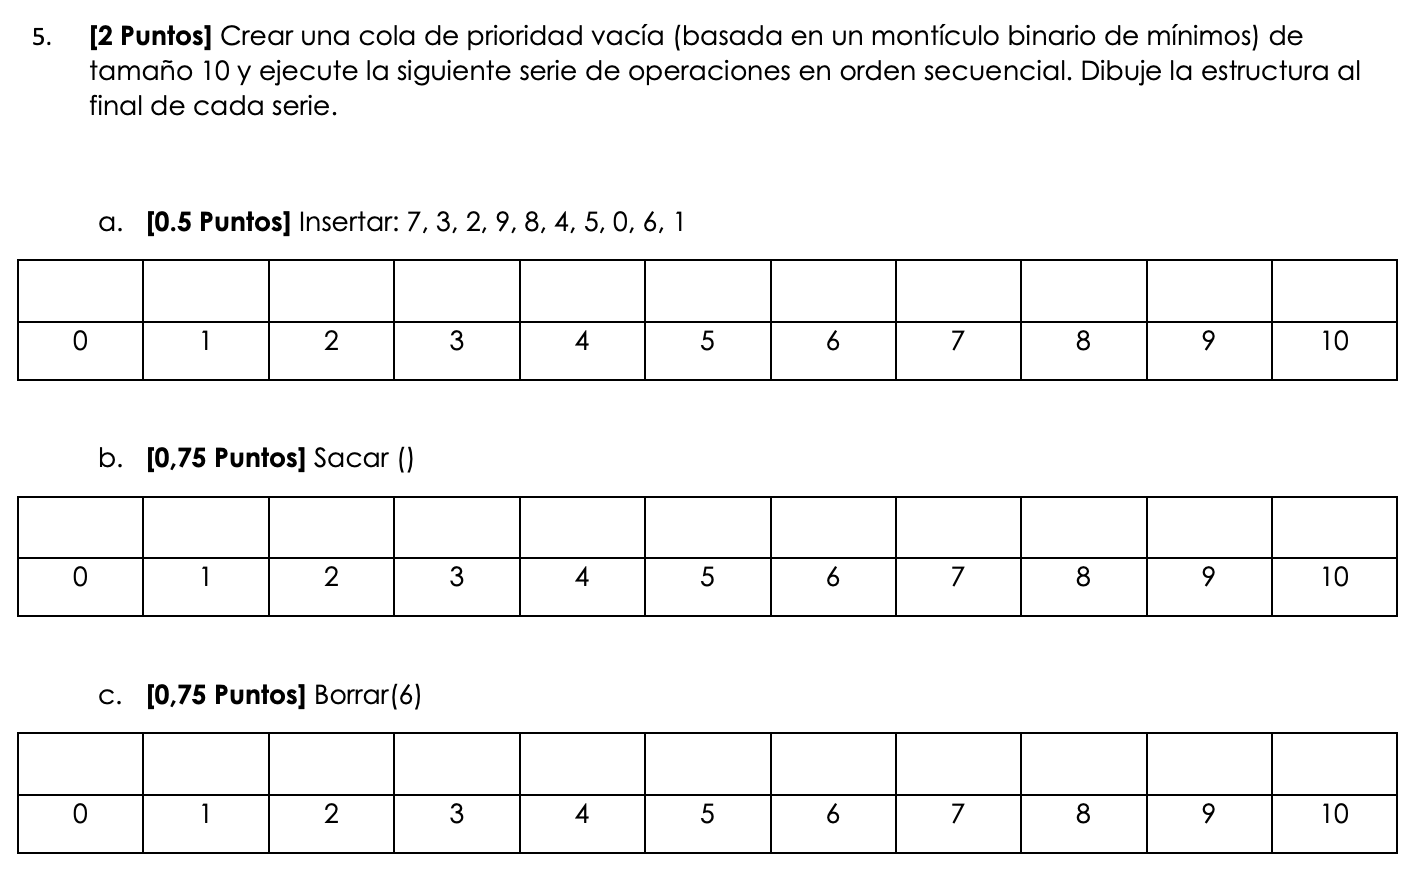 5. [2 Puntos] Crear una cola de prioridad vacía (basada en un montículo binario de mínimos) de
tamaño 10 y ejecute la siguiente serie de operaciones en orden secuencial. Dibuje la estructura al
final de cada serie.
a. [0.5 Puntos] Insertar: 7, 3, 2, 9, 8, 4, 5, 0, 6, 1
0 1 2 3 4 5 6 7 8 9 10
b. [0,75 Puntos] Sacar ()
0 1 2 3 4 5 6 7 8 9 10
c. [0,75 Puntos] Borrar(6)
0 1 2 3 4 5 6 7 8 9 10